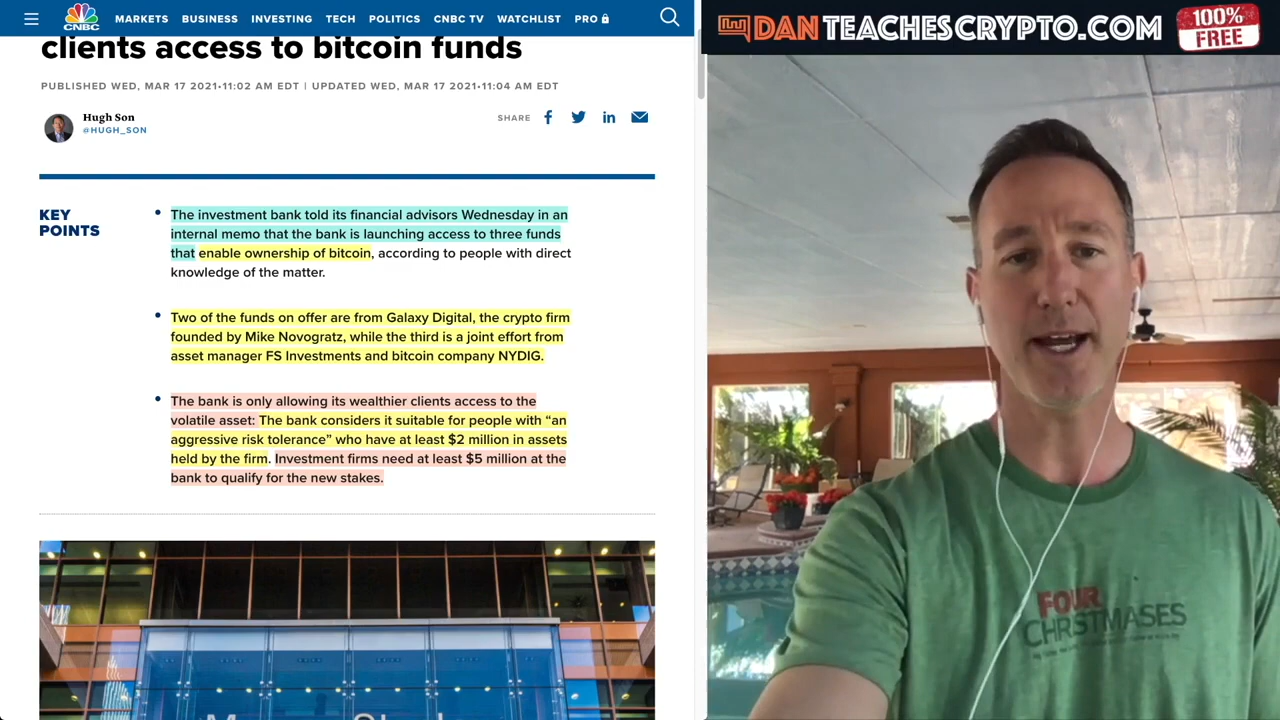 CNBC
MARKETS BUSINESS INVESTING TECH POLITICS CNBC TV WATCHLIST PRO
clients access to bitcoin funds
PUBLISHED WED, MAR 17 2021•11:02 AM EDT | UPDATED WED, MAR 17 2021•11:04 AM EDT
Hugh Son
@HUGH_SON
SHARE
KEY
POINTS
• The investment bank told its financial advisors Wednesday in an
internal memo that the bank is launching access to three funds
that enable ownership of bitcoin, according to people with direct
knowledge of the matter.
• Two of the funds on offer are from Galaxy Digital, the crypto firm
founded by Mike Novogratz, while the third is a joint effort from
asset manager FS Investments and bitcoin company NYDIG.
• The bank is only allowing its wealthier clients access to the
volatile asset: The bank considers it suitable for people with “an
aggressive risk tolerance” who have at least $2 million in assets
held by the firm. Investment firms need at least $5 million at the
bank to qualify for the new stakes.
DANTEACHESCRYPTO.COM
100%
FREE
FOUR
CHRISTMASES